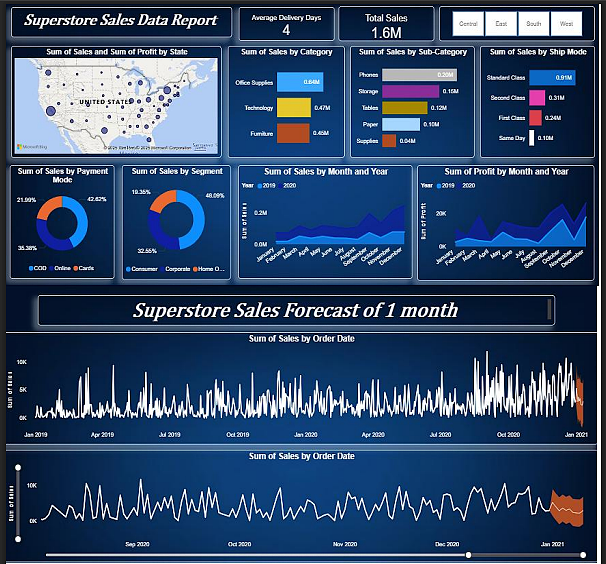 Superstore Sales Data Report
Average Delivery Days
4
Total Sales
1.6M
Central
East
South
West
Sum of Sales and Sum of Profit by State
UNITED STATES
Microsoft Bing
Sum of Sales by Category
Office Supplies 0.64M
Technology 0.47M
Furniture 0.45M
Sum of Sales by Sub-Category
Phones 0.20M
Storage 0.15M
Tables 0.12M
Paper 0.10M
Supplies 0.04M
Sum of Sales by Ship Mode
Standard Class 0.91M
Second Class 0.31M
First Class 0.24M
Same Day 0.10M
Sum of Sales by Payment
Mode
21.99%
42.62%
35.38%
COD Online Cards
Sum of Sales by Segment
19.35%
48.09%
32.55%
Consumer Corporate Home O...
Sum of Sales by Month and Year
Year 2019 2020
Sum of Sales
0.2M
0.0M
January
February
March
April
May
June
July
August
September
October
November
December
Sum of Profit by Month and Year
Year 2019 2020
Sum of Profit
20K
0K
January
February
March
April
May
June
July
August
September
October
November
December
Superstore Sales Forecast of 1 month
Sum of Sales by Order Date
Sum of Sales
10K
5K
0K
Jan 2019 Apr 2019 Jul 2019 Oct 2019 Jan 2020 Apr 2020 Jul 2020 Oct 2020 Jan 2021
Sum of Sales by Order Date
Sum of Sales
10K
0K
Sep 2020 Oct 2020 Nov 2020 Dec 2020 Jan 2021